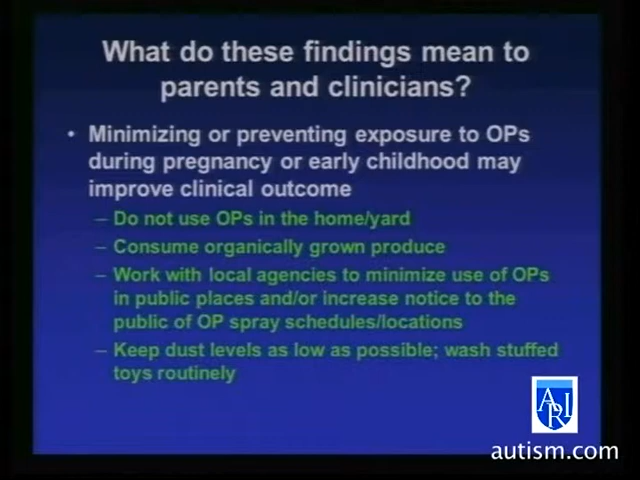 What do these findings mean to
parents and clinicians?
• Minimizing or preventing exposure to OPs
during pregnancy or early childhood may
improve clinical outcome
– Do not use OPs in the home/yard
– Consume organically grown produce
– Work with local agencies to minimize use of OPs
in public places and/or increase notice to the
public of OP spray schedules/locations
– Keep dust levels as low as possible; wash stuffed
toys routinely
ARI
autism.com